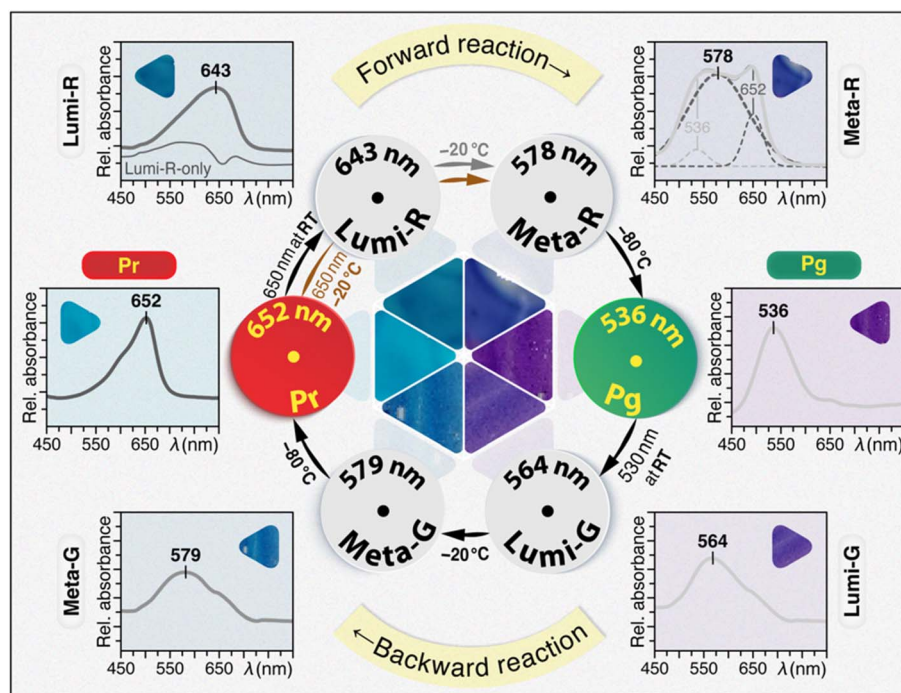 Forward reaction→
Lumi-R
Rel. absorbance
643
Lumi-R-only
450 550 650 λ(nm)
Meta-R
Rel. absorbance
578
652
536
450 550 650 λ(nm)
643 nm
Lumi-R
−20 °C
578 nm
Meta-R
650 nm at RT
650 nm
−20 °C
−80 °C
Pr
Rel. absorbance
652
450 550 650 λ(nm)
652 nm
Pr
536 nm
Pg
Pg
Rel. absorbance
536
450 550 650 λ(nm)
−80 °C
530 nm
at RT
579 nm
Meta-G
−20 °C
564 nm
Lumi-G
Meta-G
Rel. absorbance
579
450 550 650 λ(nm)
Lumi-G
Rel. absorbance
564
450 550 650 λ(nm)
←Backward reaction